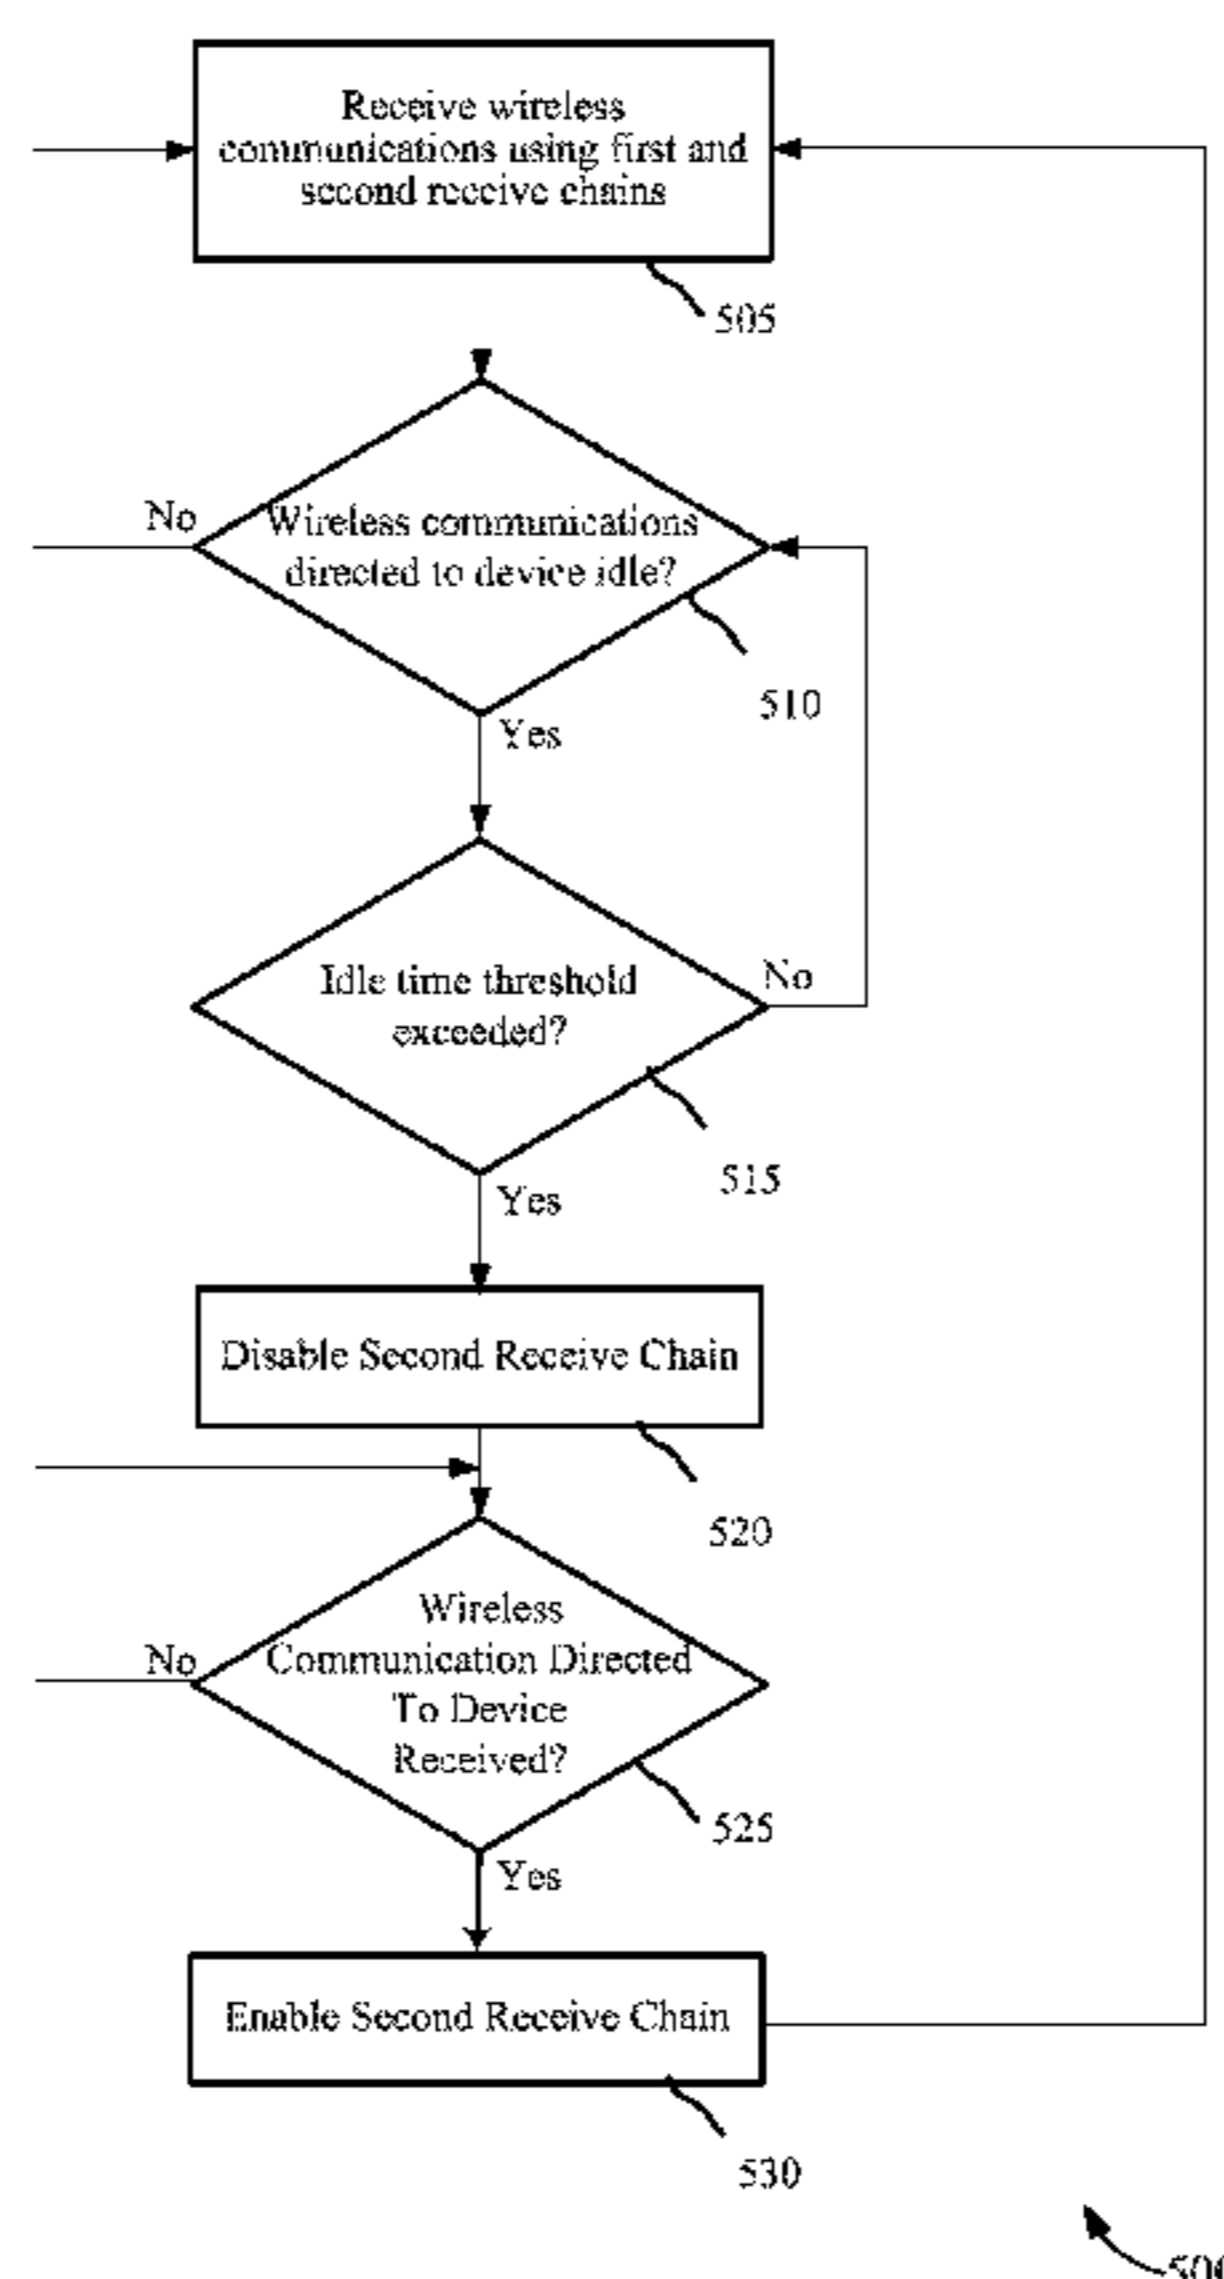 Receive wireless
communications using first and
second receive chains
505
No
Wireless communications
directed to device idle?
510
Yes
Idle time threshold
exceeded?
No
515
Yes
Disable Second Receive Chain
520
Wireless
No
Communication Directed
To Device
Received?
525
Yes
Enable Second Receive Chain
530